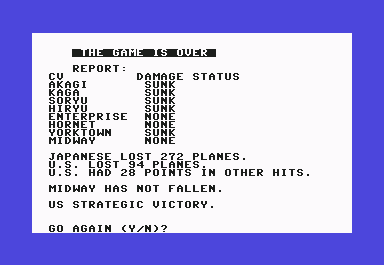 THE GAME IS OVER
REPORT:
CV DAMAGE STATUS
AKAGI SUNK
KAGA SUNK
SORYU SUNK
HIRYU SUNK
ENTERPRISE NONE
HORNET NONE
YORKTOWN SUNK
MIDWAY NONE
JAPANESE LOST 272 PLANES.
U.S. LOST 94 PLANES.
U.S. HAD 28 POINTS IN OTHER HITS.
MIDWAY HAS NOT FALLEN.
US STRATEGIC VICTORY.
GO AGAIN (Y/N)?